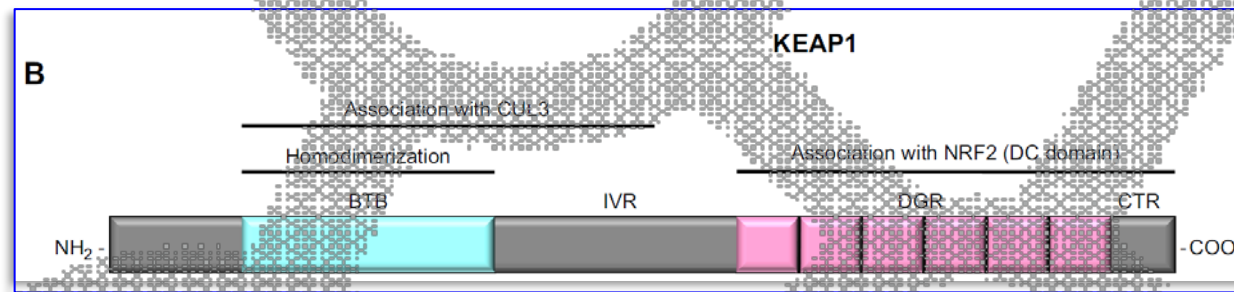 KEAP1
B
Association with CUL3
Homodimerization
Association with NRF2 (DC domain)
BTB IVR DGR CTR
NH2 - -COO